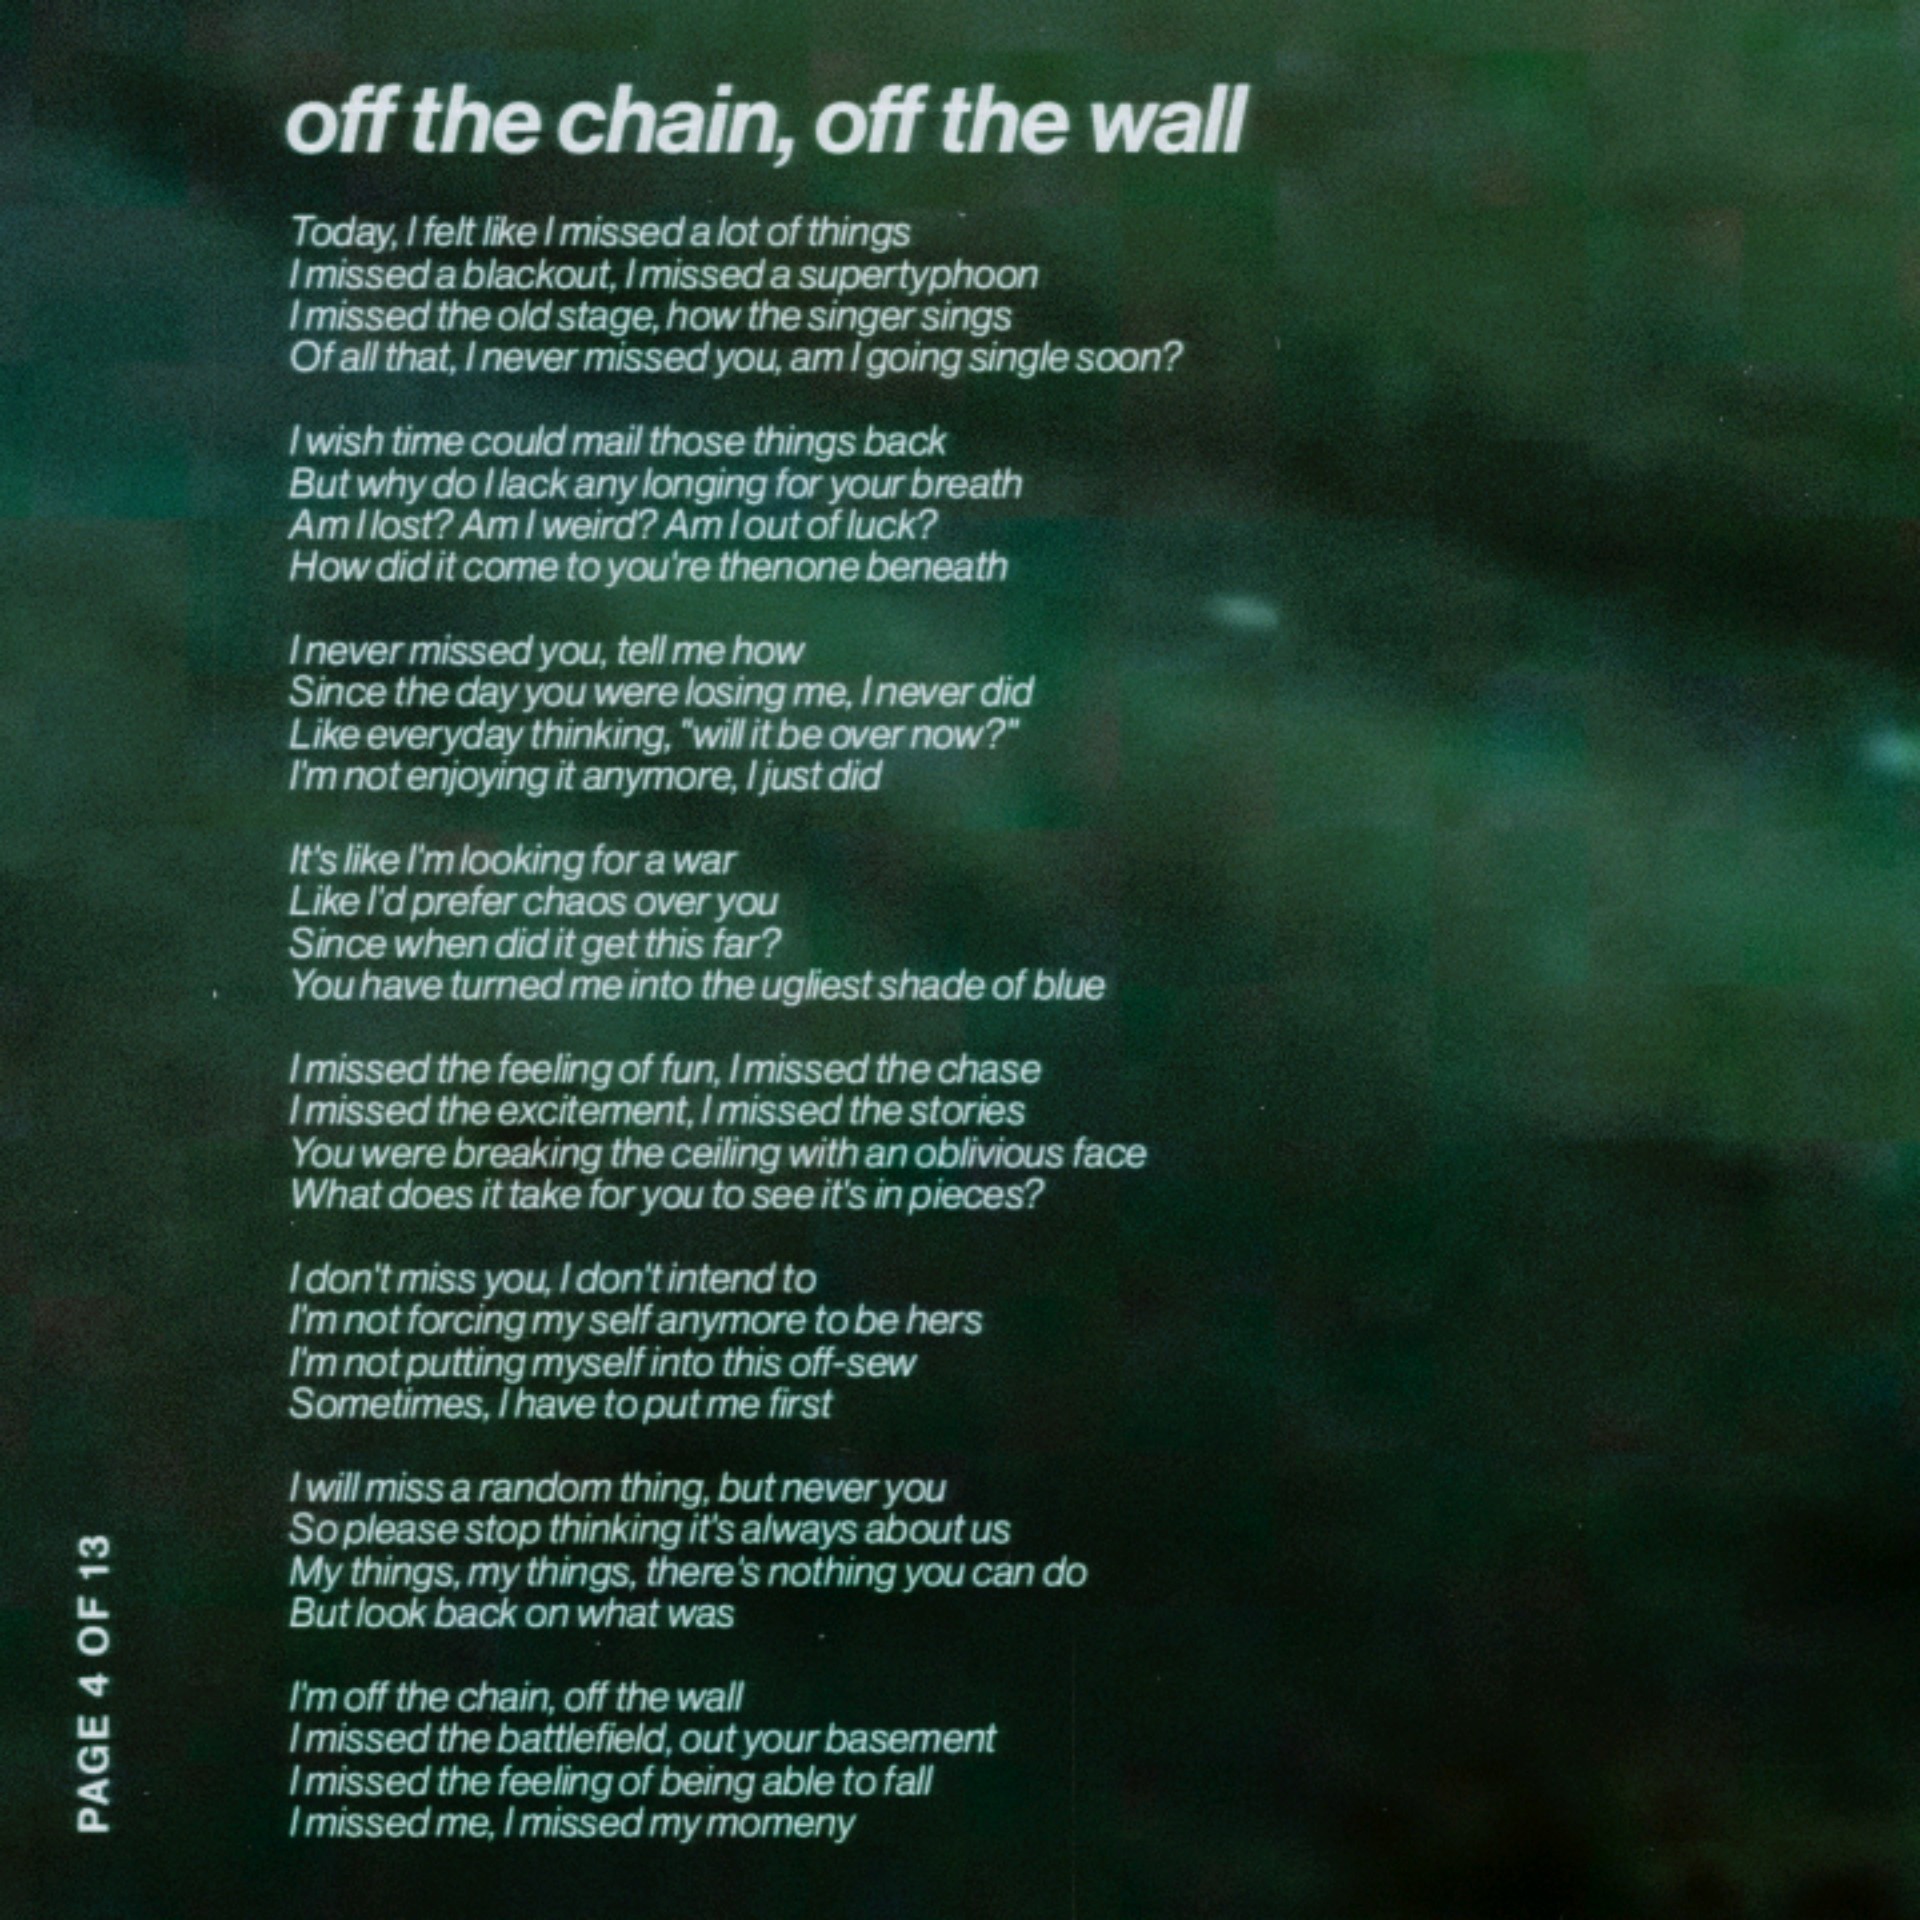 off the chain, off the wall
Today, I felt like I missed a lot of things
I missed a blackout, I missed a supertyphoon
I missed the old stage, how the singer sings
Of all that, I never missed you, am I going single soon?
I wish time could mail those things back
But why do I lack any longing for your breath
Am I lost? Am I weird? Am I out of luck?
How did it come to you're thenone beneath
I never missed you, tell me how
Since the day you were losing me, I never did
Like everyday thinking, "will it be over now?"
I'm not enjoying it anymore, I just did
It's like I'm looking for a war
Like I'd prefer chaos over you
Since when did it get this far?
You have turned me into the ugliest shade of blue
I missed the feeling of fun, I missed the chase
I missed the excitement, I missed the stories
You were breaking the ceiling with an oblivious face
What does it take for you to see it's in pieces?
I don't miss you, I don't intend to
I'm not forcing my self anymore to be hers
I'm not putting myself into this off-sew
Sometimes, I have to put me first
I will miss a random thing, but never you
So please stop thinking it's always about us
My things, my things, there's nothing you can do
But look back on what was
I'm off the chain, off the wall
I missed the battlefield, out your basement
I missed the feeling of being able to fall
I missed me, I missed my momeny
PAGE 4 OF 13